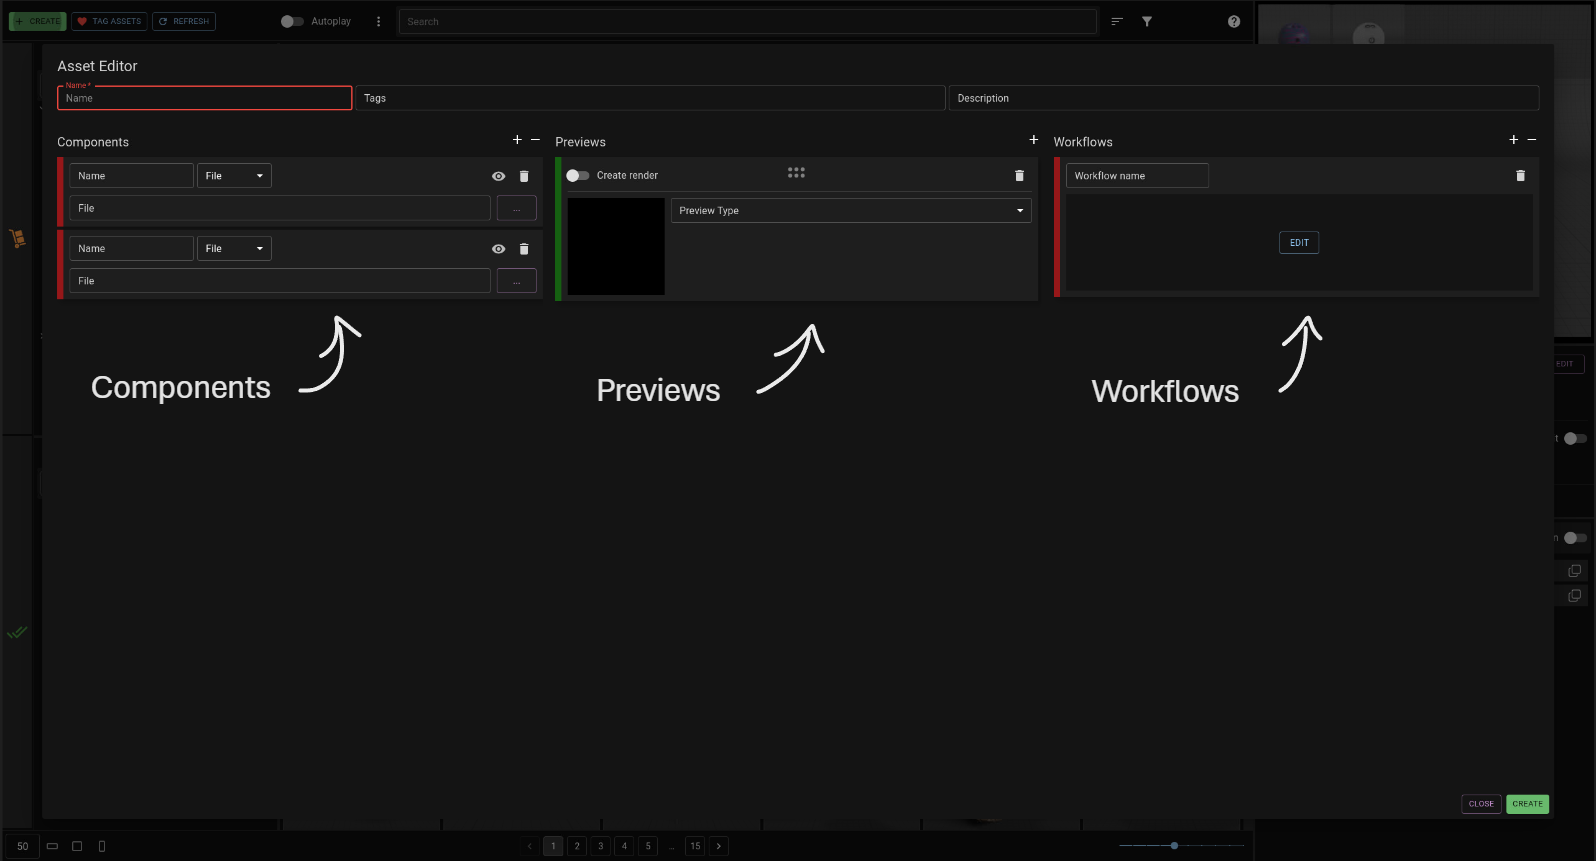 CREATE
TAG ASSETS
REFRESH
Autoplay
Search
Asset Editor
Name *
Name
Tags
Description
Components
Previews
Workflows
Name
File
File
...
Name
File
File
...
Create render
Preview Type
Workflow name
EDIT
Components
Previews
Workflows
EDIT
t
n
CLOSE
CREATE
50
1
2
3
4
5
...
15